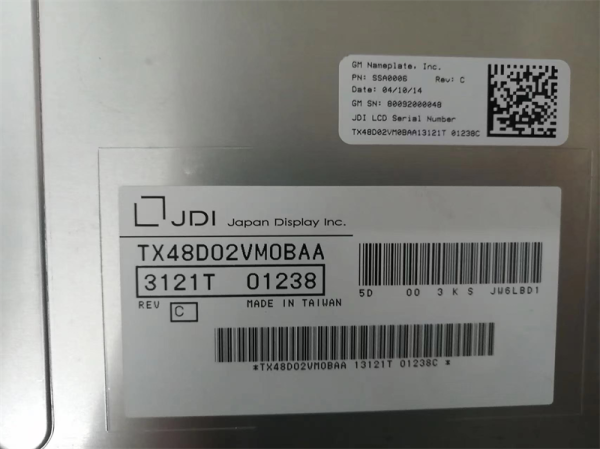 GM Nameplate, Inc.
PN: SSA0006 Rev: C
Date: 04/10/14
GM SN: 80092000048
JDI LCD Serial Number
TX48D02VM0BAA13121T 01238C
JDI Japan Display Inc.
TX48D02VM0BAA
3121T 01238
REV C MADE IN TAIWAN
5D 00 3 K S JW6LBD1
*TX48D02VM0BAA 13121T 01238C *